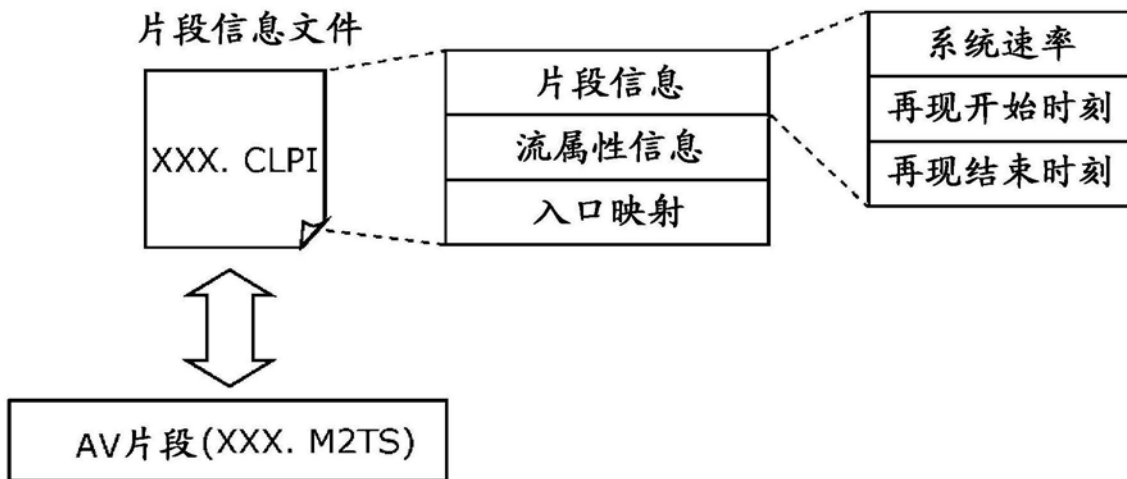 片段信息文件
XXX. CLPI
片段信息
流属性信息
入口映射
系统速率
再现开始时刻
再现结束时刻
AV片段(XXX. M2TS)